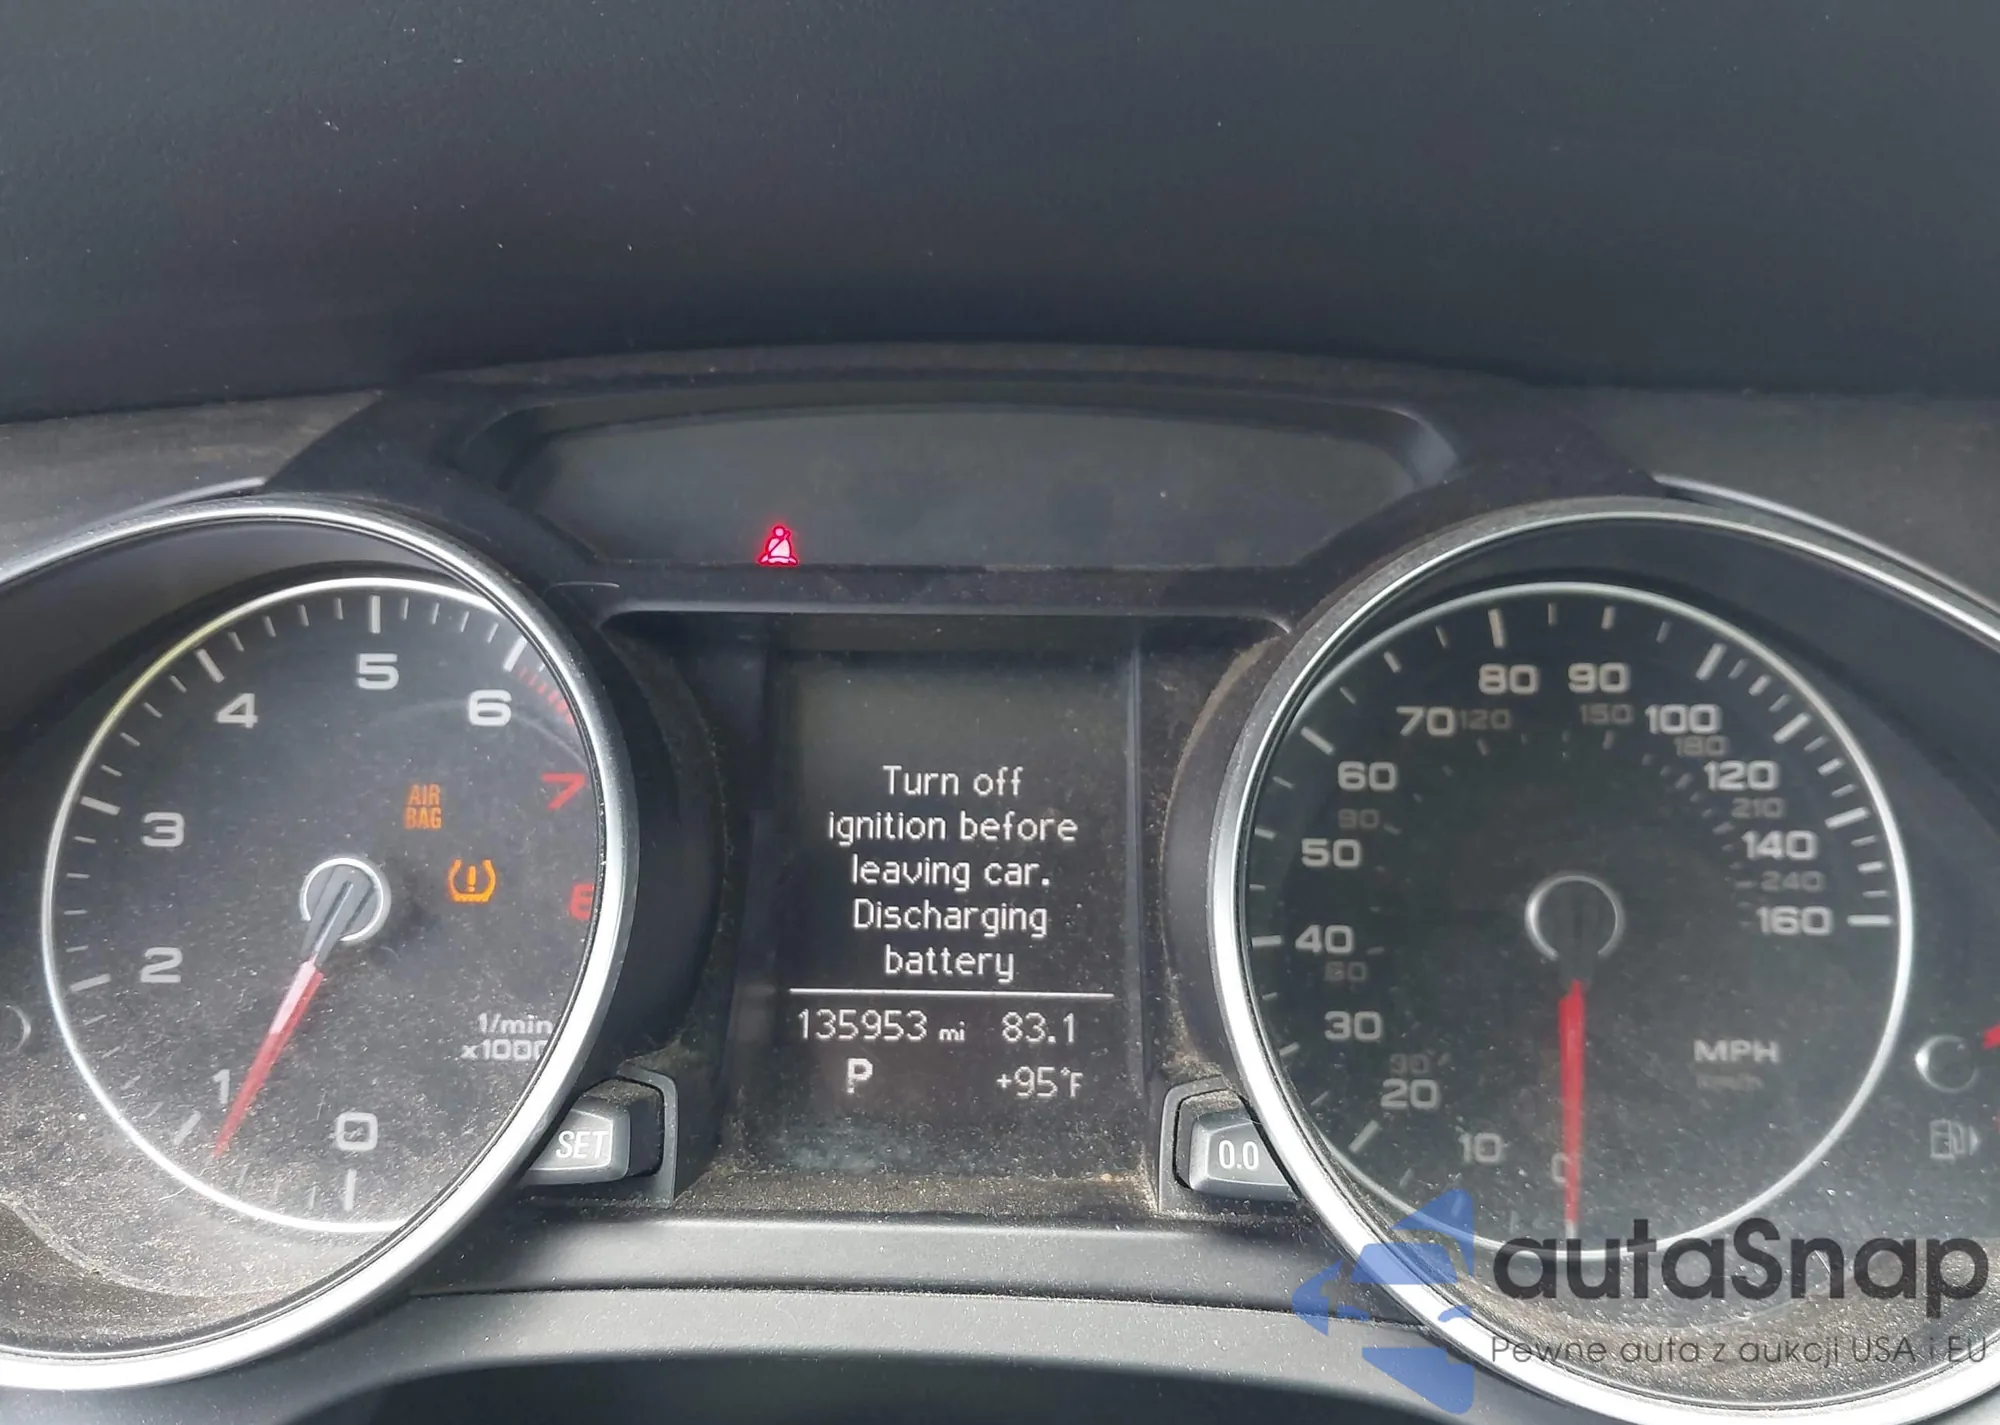 5
4
6
3
7
2
8
1
0
AIR
BAG
1/min
x1000
SET
Turn off
ignition before
leaving car.
Discharging
battery
135953 mi 83.1
P +95°F
0.0
80 90
70 120 150 100
180
60 120
90 210
50 140
240
40 160
60
30 MPH
km/h
30
20
10
0
autaSnap
Pewne auta z aukcji USA i EU